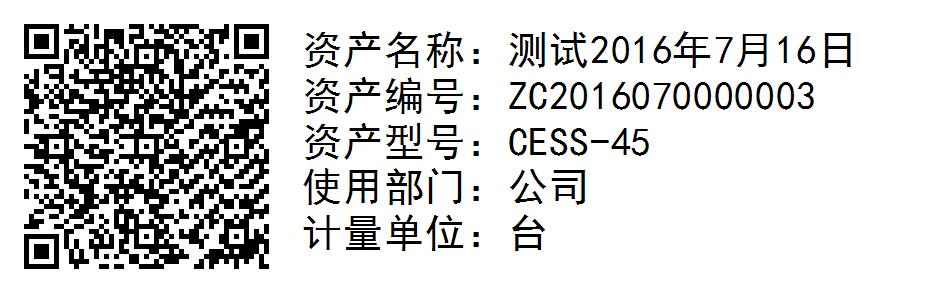 资产名称：测试2016年7月16日
资产编号：ZC2016070000003
资产型号：CESS-45
使用部门：公司
计量单位：台